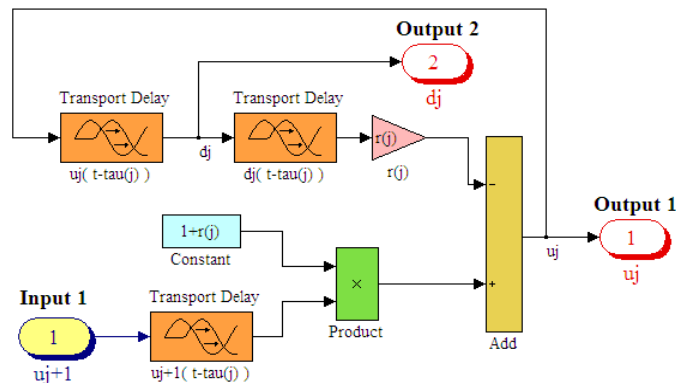 Output 2
2
dj
Transport Delay
Transport Delay
r(j)
dj
uj( t-tau(j) )
dj( t-tau(j) )
r(j)
−
Output 1
1
uj
uj
1+r(j)
Constant
×
Product
+
Add
Input 1
1
uj+1
Transport Delay
uj+1( t-tau(j) )